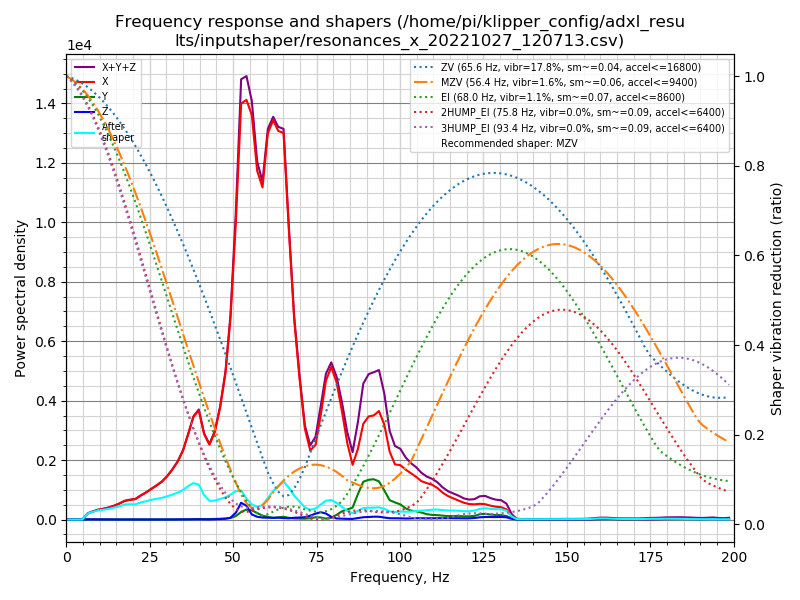 Frequency response and shapers (/home/pi/klipper_config/adxl_resu
lts/inputshaper/resonances_x_20221027_120713.csv)
1e4
X+Y+Z
X
Y
Z
After
shaper
ZV (65.6 Hz, vibr=17.8%, sm~=0.04, accel<=16800)
MZV (56.4 Hz, vibr=1.6%, sm~=0.06, accel<=9400)
EI (68.0 Hz, vibr=1.1%, sm~=0.07, accel<=8600)
2HUMP_EI (75.8 Hz, vibr=0.0%, sm~=0.09, accel<=6400)
3HUMP_EI (93.4 Hz, vibr=0.0%, sm~=0.09, accel<=6400)
Recommended shaper: MZV
1.4
1.2
1.0
0.8
0.6
0.4
0.2
0.0
Power spectral density
1.0
0.8
0.6
0.4
0.2
0.0
Shaper vibration reduction (ratio)
0 25 50 75 100 125 150 175 200
Frequency, Hz